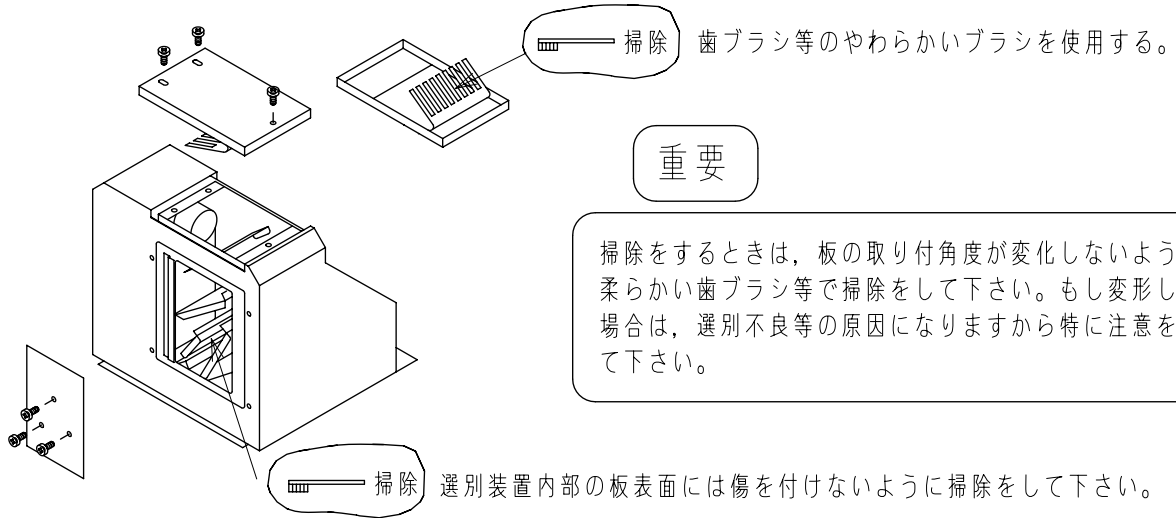 掃除 歯ブラシ等のやわらかいブラシを使用する。
重要
掃除をするときは，板の取り付角度が変化しないよう
柔らかい歯ブラシ等で掃除をして下さい。もし変形し
場合は，選別不良等の原因になりますから特に注意を
て下さい。
掃除 選別装置内部の板表面には傷を付けないように掃除をして下さい。